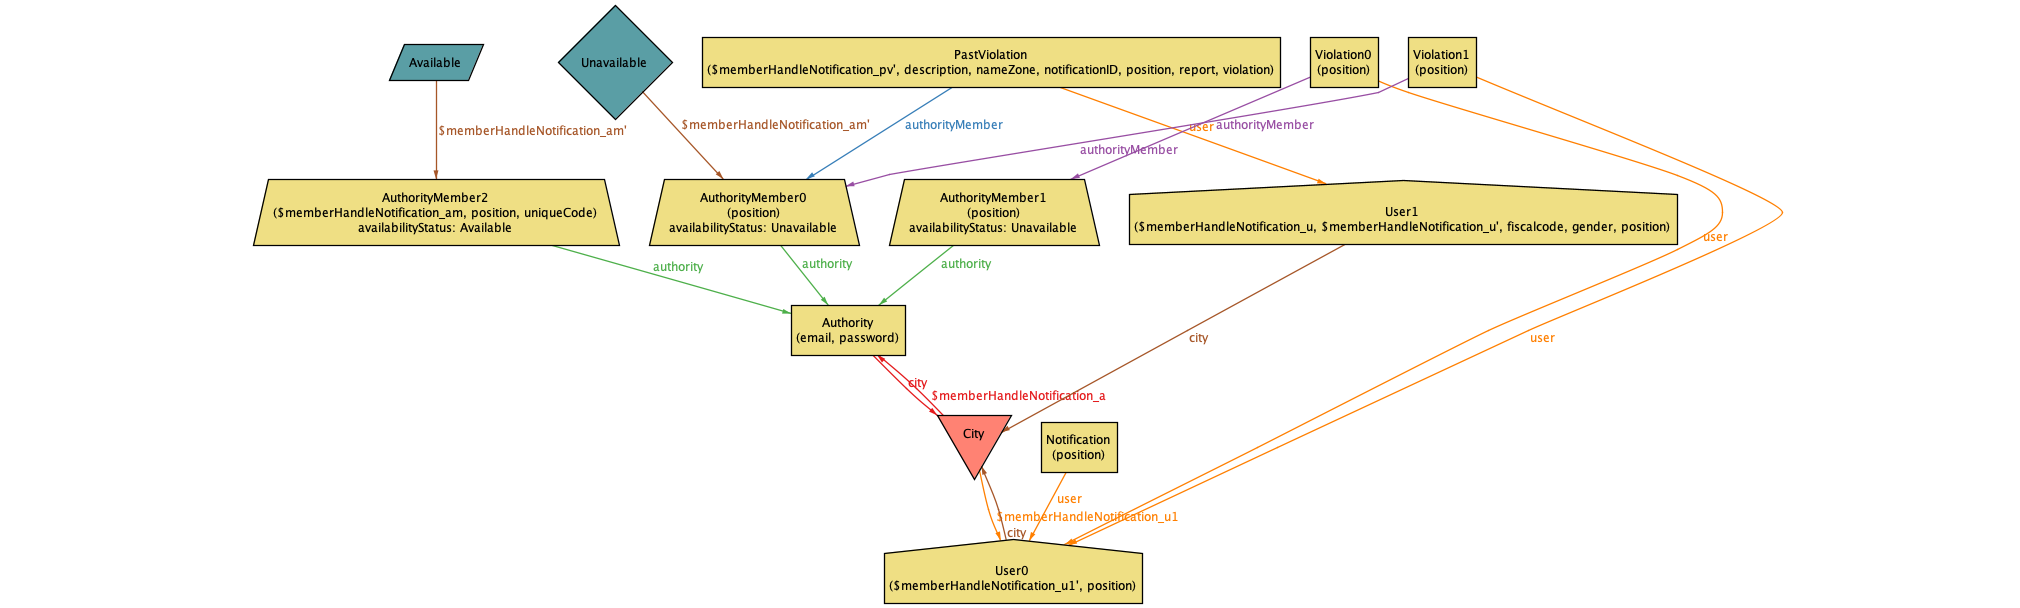 Available
Unavailable
PastViolation
($memberHandleNotification_pv', description, nameZone, notificationID, position, report, violation)
Violation0
(position)
Violation1
(position)
$memberHandleNotification_am'
$memberHandleNotification_am'
authorityMember
user
authorityMember
authorityMember
AuthorityMember2
($memberHandleNotification_am, position, uniqueCode)
availabilityStatus: Available
AuthorityMember0
(position)
availabilityStatus: Unavailable
AuthorityMember1
(position)
availabilityStatus: Unavailable
User1
($memberHandleNotification_u, $memberHandleNotification_u', fiscalcode, gender, position)
user
authority
authority
authority
Authority
(email, password)
city
user
city
$memberHandleNotification_a
City
Notification
(position)
user
$memberHandleNotification_u1
city
User0
($memberHandleNotification_u1', position)